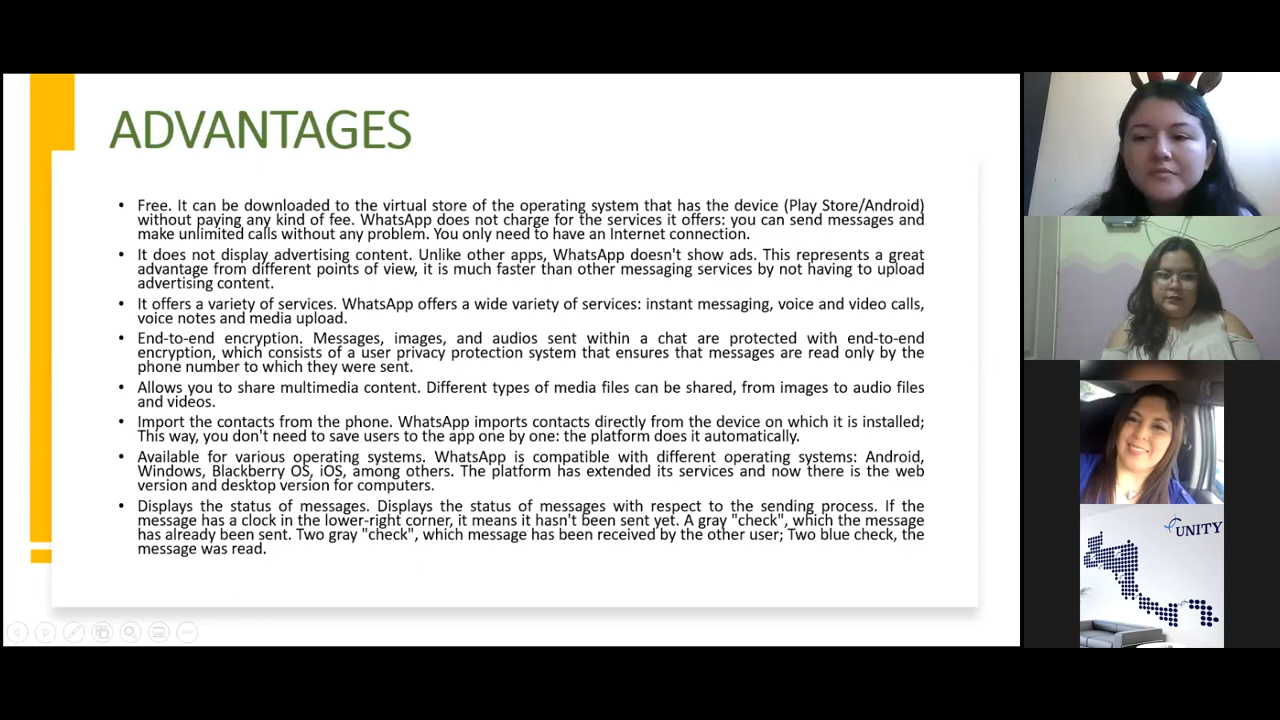 ADVANTAGES
• Free. It can be downloaded to the virtual store of the operating system that has the device (Play Store/Android)
without paying any kind of fee. WhatsApp does not charge for the services it offers: you can send messages and
make unlimited calls without any problem. You only need to have an Internet connection.
• It does not display advertising content. Unlike other apps, WhatsApp doesn't show ads. This represents a great
advantage from different points of view, it is much faster than other messaging services by not having to upload
advertising content.
• It offers a variety of services. WhatsApp offers a wide variety of services: instant messaging, voice and video calls,
voice notes and media upload.
• End-to-end encryption. Messages, images, and audios sent within a chat are protected with end-to-end
encryption, which consists of a user privacy protection system that ensures that messages are read only by the
phone number to which they were sent.
• Allows you to share multimedia content. Different types of media files can be shared, from images to audio files
and videos.
• Import the contacts from the phone. WhatsApp imports contacts directly from the device on which it is installed;
This way, you don't need to save users to the app one by one: the platform does it automatically.
• Available for various operating systems. WhatsApp is compatible with different operating systems: Android,
Windows, Blackberry OS, iOS, among others. The platform has extended its services and now there is the web
version and desktop version for computers.
• Displays the status of messages. Displays the status of messages with respect to the sending process. If the
message has a clock in the lower-right corner, it means it hasn't been sent yet. A gray "check", which the message
has already been sent. Two gray "check", which message has been received by the other user; Two blue check, the
message was read.
UNITY